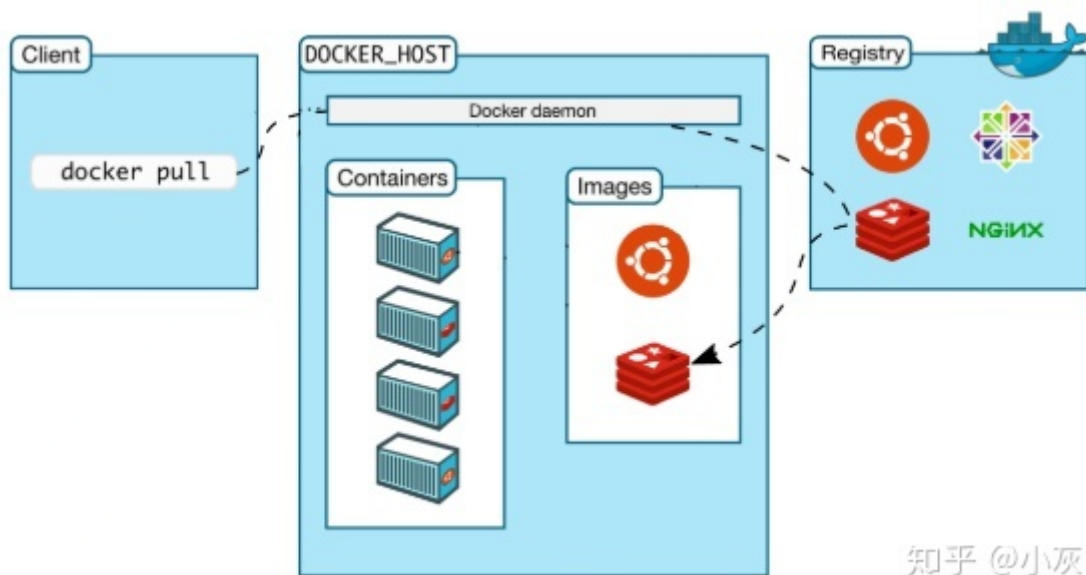 Client
docker pull
DOCKER_HOST
Docker daemon
Containers
Images
Registry
NGiNX
知乎 @小灰